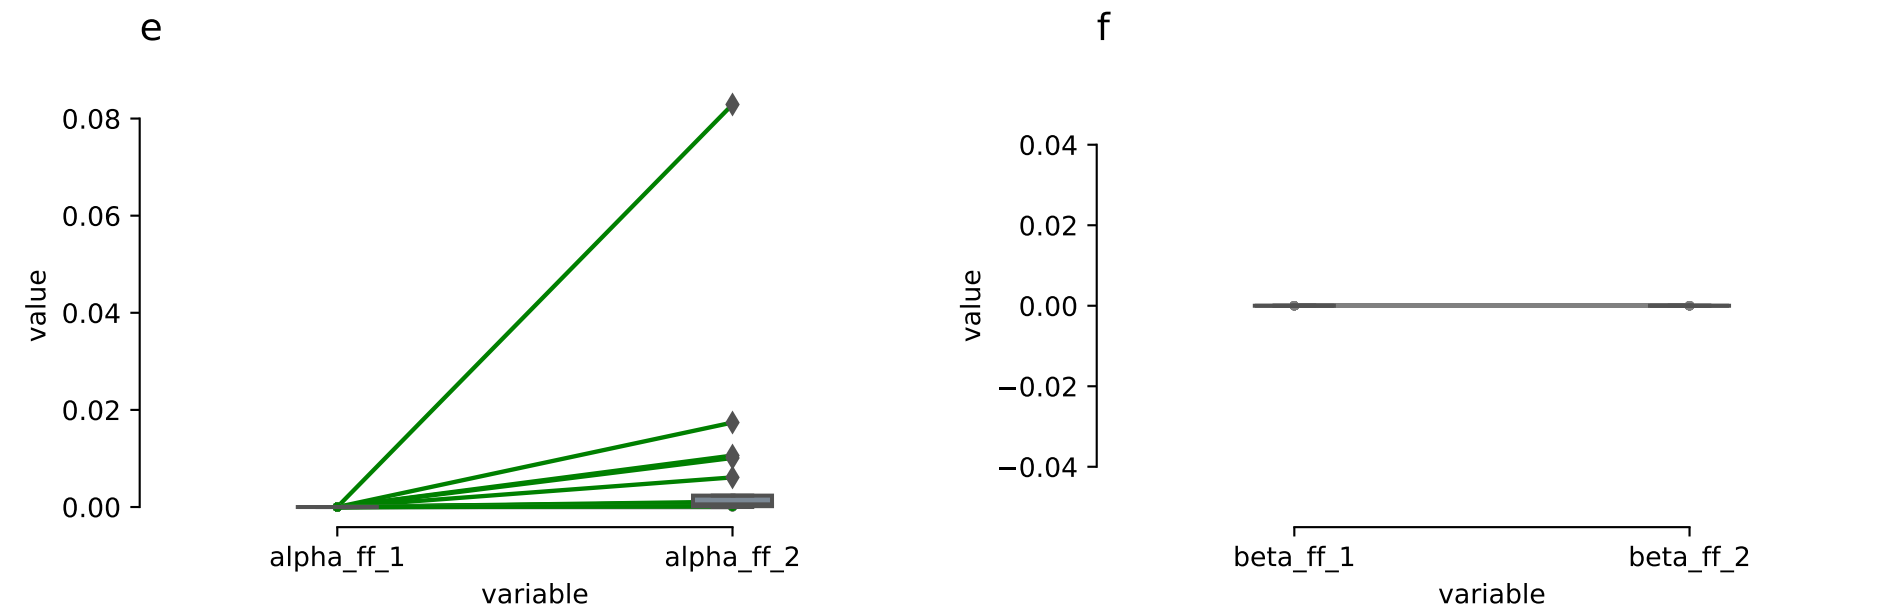 e
0.08
0.06
0.04
0.02
0.00
value
alpha_ff_1
alpha_ff_2
variable
f
0.04
0.02
0.00
−0.02
−0.04
value
beta_ff_1
beta_ff_2
variable